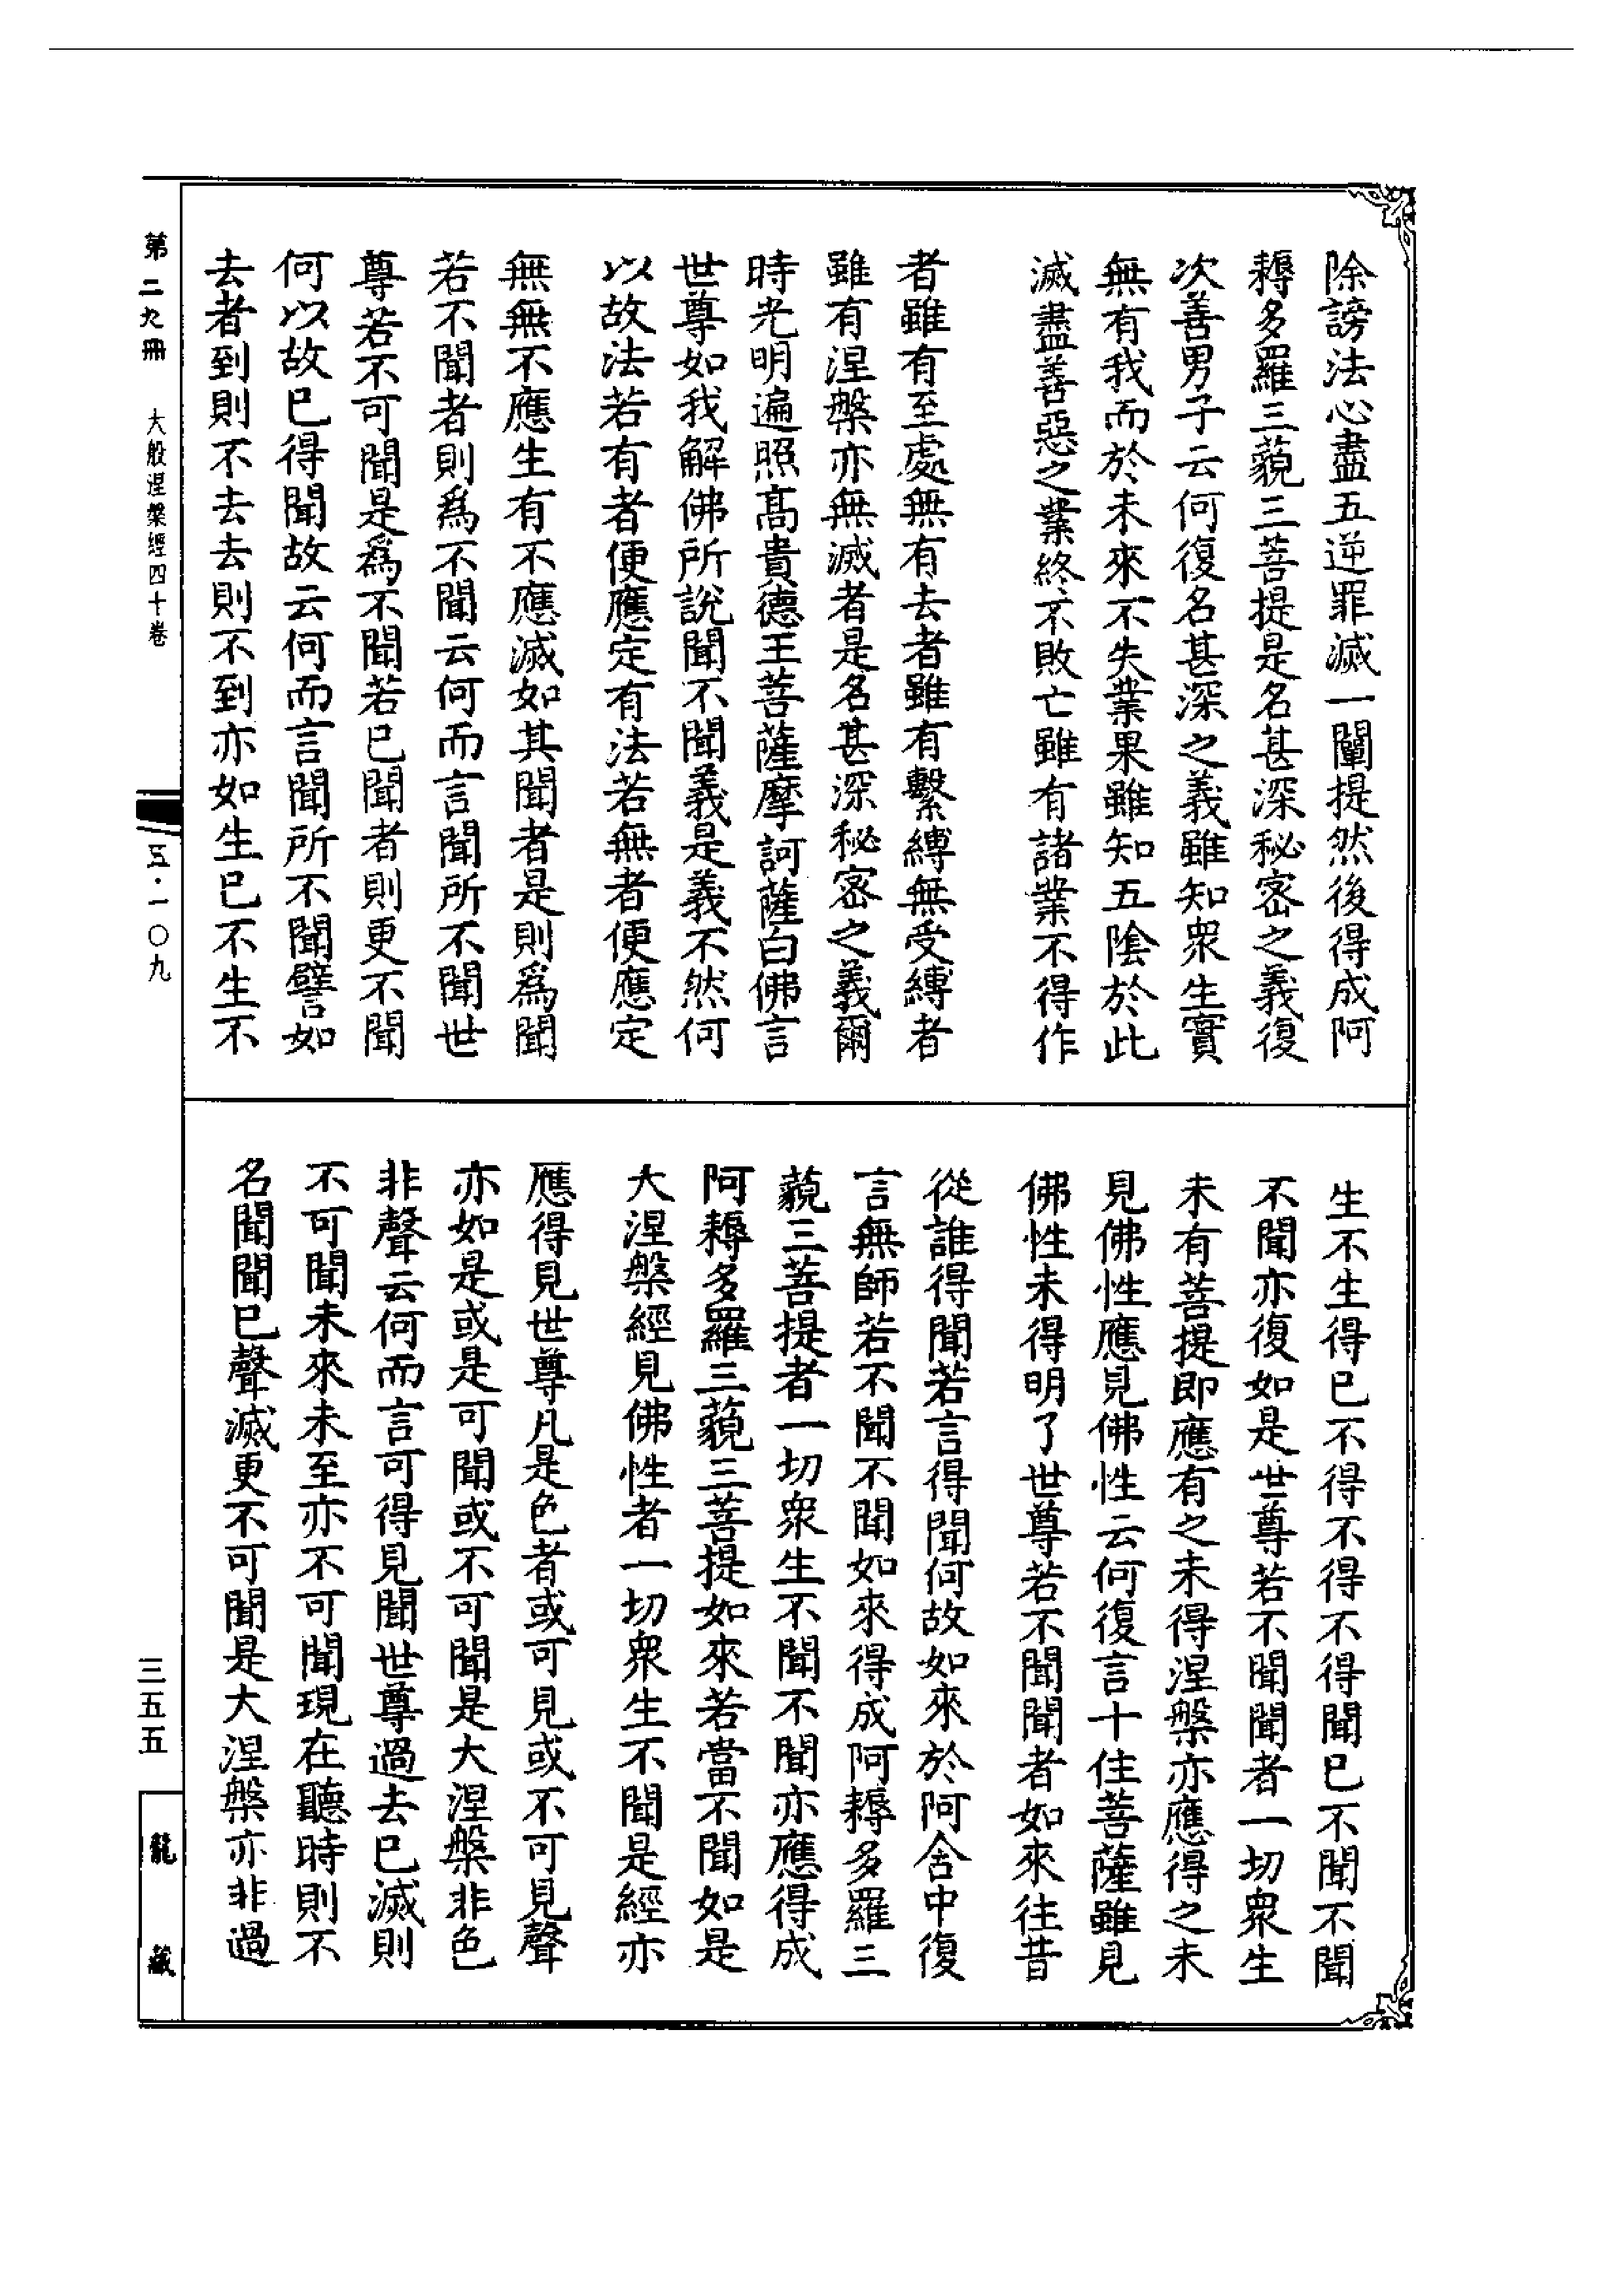 除謗法心盡五逆罪滅一闡提然後得成阿
耨多羅三藐三菩提是名甚深秘密之義復
次善男子云何復名甚深之義雖知眾生實
無有我而於未來不失業果雖知五陰於此
滅盡善惡之業終不敗亡雖有諸業不得作
者雖有至處無有去者雖有繫縛無受縛者
雖有涅槃亦無滅者是名甚深秘密之義爾
時光明遍照高貴德王菩薩摩訶薩白佛言
世尊如我解佛所說聞不聞義是義不然何
以故法若有者便應定有法若無者便應定
無無不應生有不應滅如其聞者是則為聞
若不聞者則為不聞云何而言聞所不聞世
尊若不可聞是為不聞若已聞者則更不聞
何以故已得聞故云何而言聞所不聞譬如
去者到則不去去則不到亦如生已不生不
生不生得已不得不得不得聞已不聞不聞
不聞亦復如是世尊若不聞聞者一切眾生
未有菩提即應有之未得涅槃亦應得之未
見佛性應見佛性云何復言十住菩薩雖見
佛性未得明了世尊若不聞聞者如來往昔
從誰得聞若言得聞何故如來於阿含中復
言無師若不聞不聞如來得成阿耨多羅三
藐三菩提者一切眾生不聞不聞亦應得成
阿耨多羅三藐三菩提如來若當不聞如是
大涅槃經見佛性者一切眾生不聞是經亦
應得見世尊凡是色者或可見或不可見聲
亦如是或是可聞或不可聞是大涅槃非色
非聲云何而言可得見聞世尊過去已滅則
不可聞未來未至亦不可聞現在聽時則不
名聞聞已聲滅更不可聞是大涅槃亦非過
第二九冊 大般涅槃經四十卷 五·一〇九
三五五
龍藏